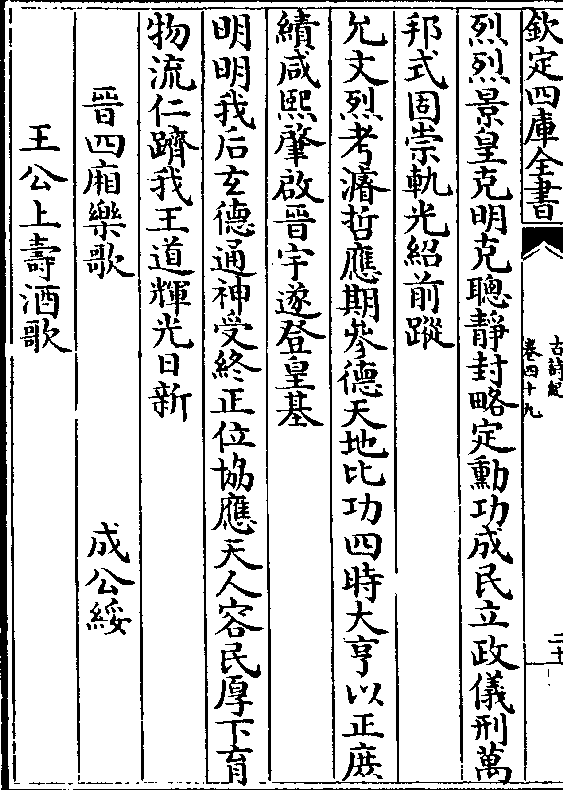 欽定四庫全書
古詩紀
卷四十九
二十
烈烈景皇克明克聰靜封略定勳功成民立政儀刑萬
邦式固崇軌光紹前蹤
允文烈考濬哲應期參德天地比功四時大亨以正庶
績咸熙肇啟晉宇遂登皇基
明明我后玄德通神受終正位協應天人容民厚下育
物流仁躋我王道輝光日新
晉四廂樂歌 成公綏
王公上壽酒歌